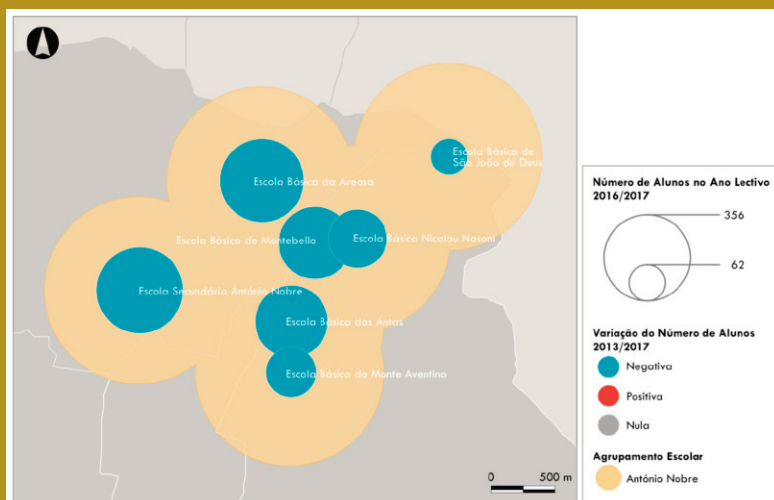 Escola Básica de
São João de Deus
Escola Básica da Areosa
Escola Básica de Montebello
Escola Básica Nicolau Nasoni
Escola Secundária António Nobre
Escola Básica das Antas
Escola Básica do Monte Aventino
0 500 m
Número de Alunos no Ano Lectivo
2016/2017
356
62
Variação do Número de Alunos
2013/2017
Negativa
Positiva
Nula
Agrupamento Escolar
António Nobre